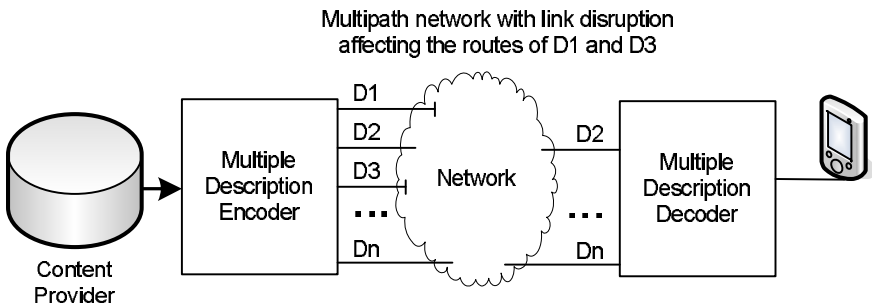 Multipath network with link disruption
affecting the routes of D1 and D3
D1
D2
D3
...
Dn
Multiple
Description
Encoder
Network
D2
...
Dn
Multiple
Description
Decoder
Content
Provider